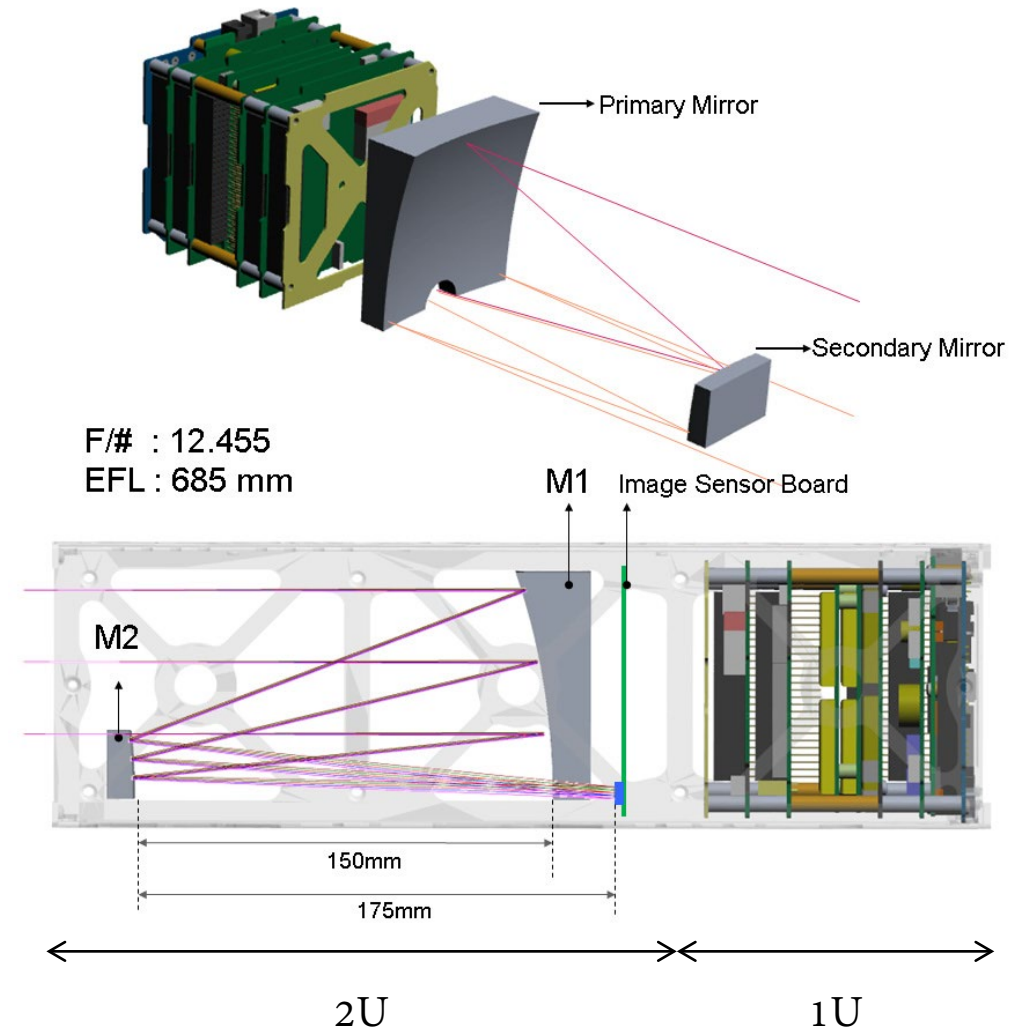 Primary Mirror
Secondary Mirror
F/# : 12.455
EFL : 685 mm
M1
Image Sensor Board
M2
150mm
175mm
2U
1U